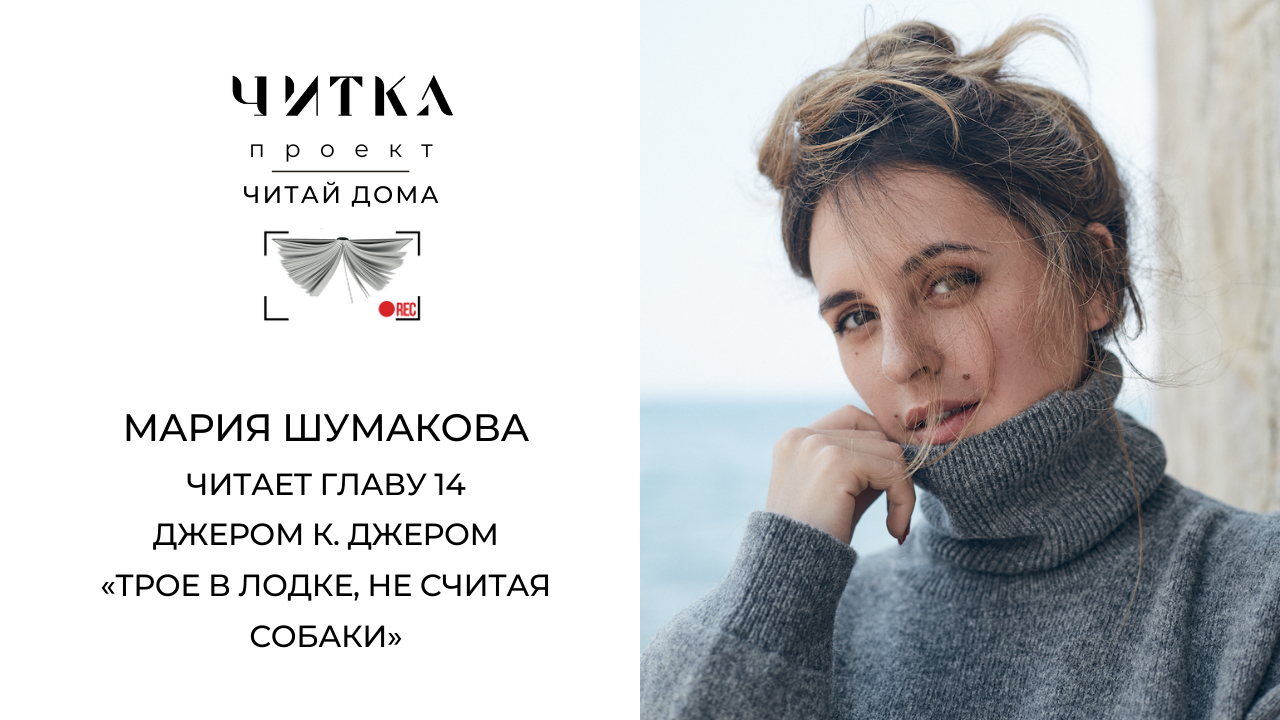 ЧИТКА
проект
ЧИТАЙ ДОМА
REC
МАРИЯ ШУМАКОВА
ЧИТАЕТ ГЛАВУ 14
ДЖЕРОМ К. ДЖЕРОМ
«ТРОЕ В ЛОДКЕ, НЕ СЧИТАЯ
СОБАКИ»